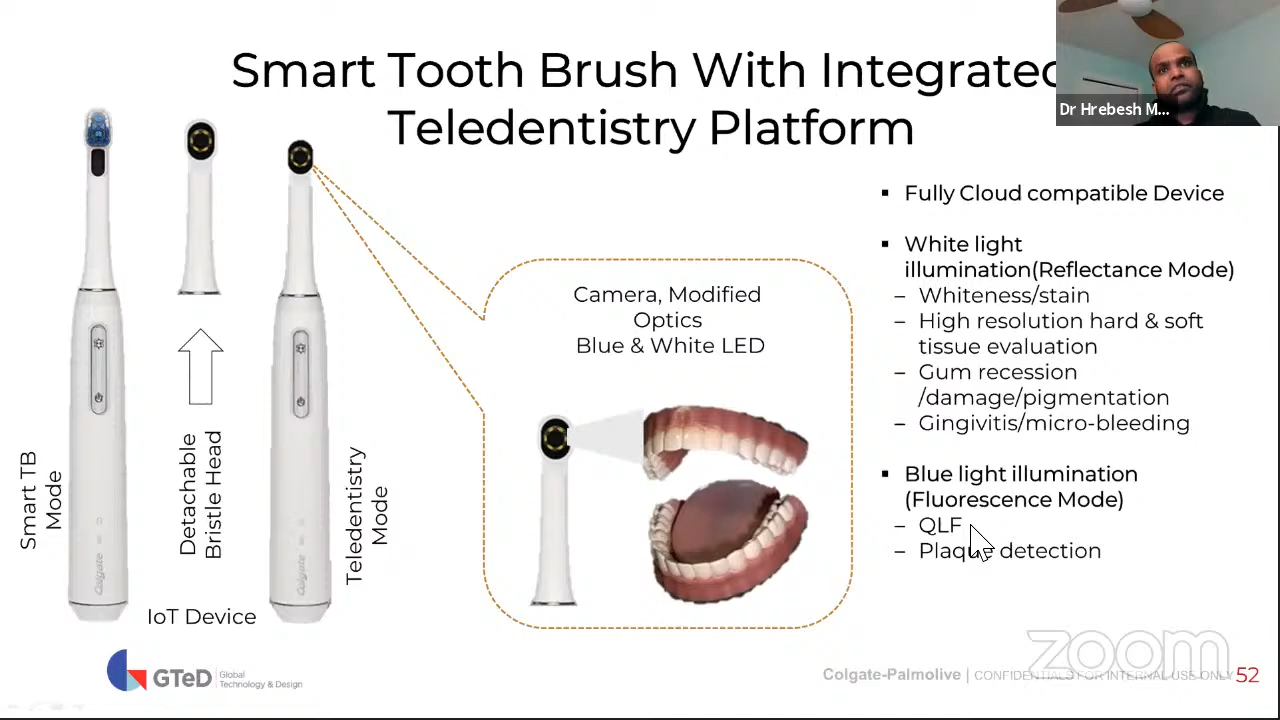 Smart Tooth Brush With Integrated
Teledentistry Platform
Dr Hrebesh M...
▪ Fully Cloud compatible Device
▪ White light
illumination(Reflectance Mode)
– Whiteness/stain
– High resolution hard & soft
tissue evaluation
– Gum recession
/damage/pigmentation
– Gingivitis/micro-bleeding
▪ Blue light illumination
(Fluorescence Mode)
– QLF
– Plaque detection
Camera, Modified
Optics
Blue & White LED
Smart TB
Mode
Detachable
Bristle Head
Teledentistry
Mode
Colgate
Colgate
IoT Device
GTeD
Global
Technology & Design
Colgate-Palmolive | CONFIDENTIALS FOR INTERNAL USE ONLY
52
zoom